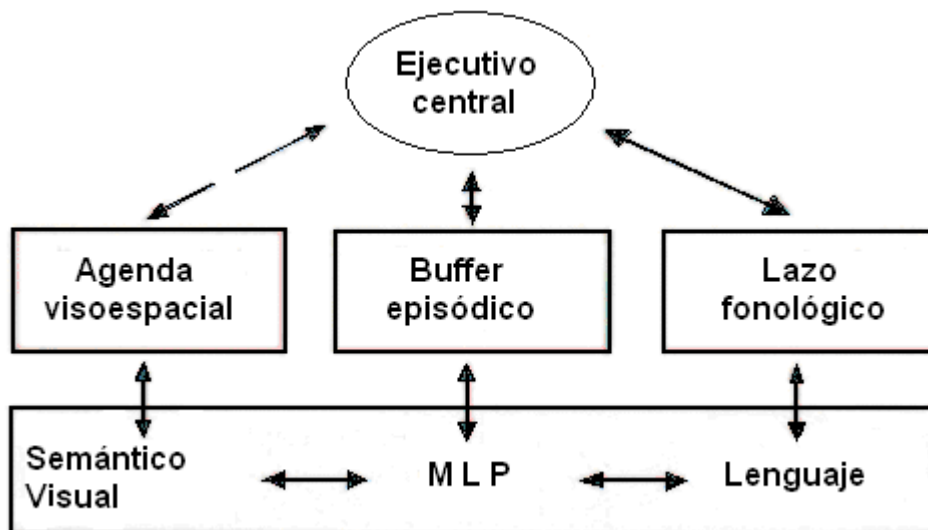 Ejecutivo
central
Agenda
visoespacial
Buffer
episódico
Lazo
fonológico
Semántico
Visual
M L P
Lenguaje